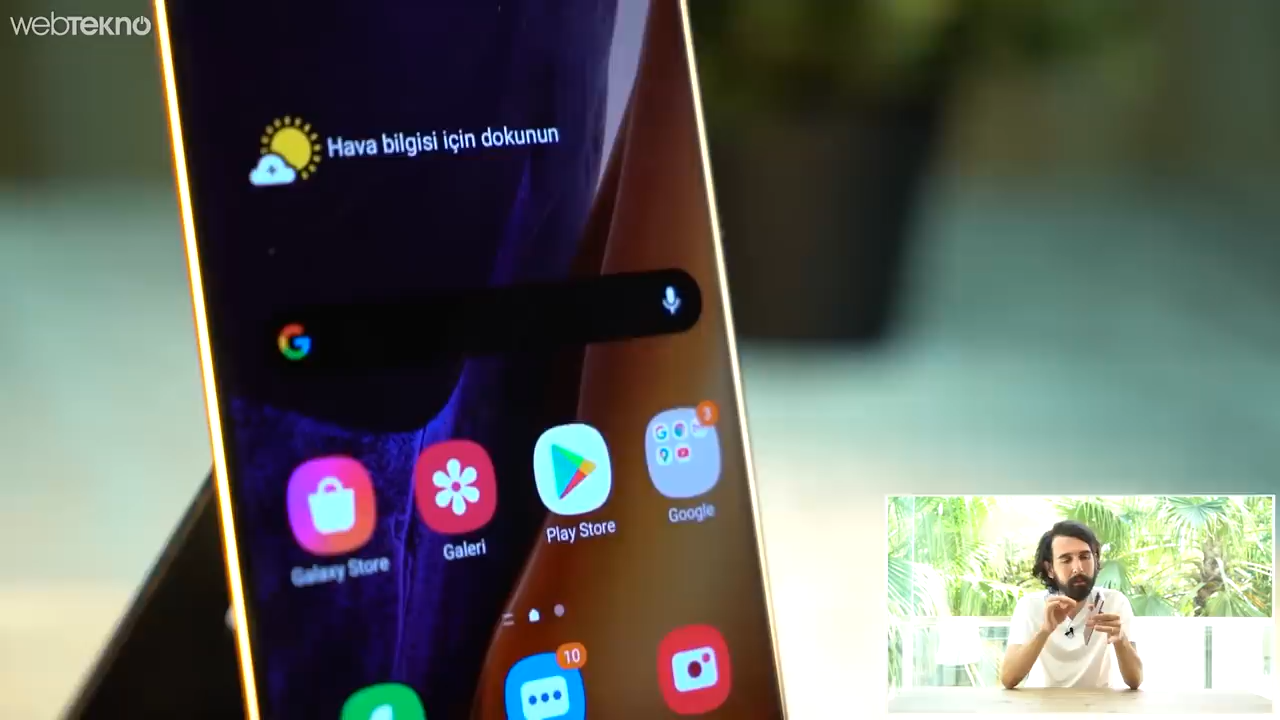 webTEKNO
Hava bilgisi için dokunun
3
Galaxy Store
Galeri
Play Store
Google
10